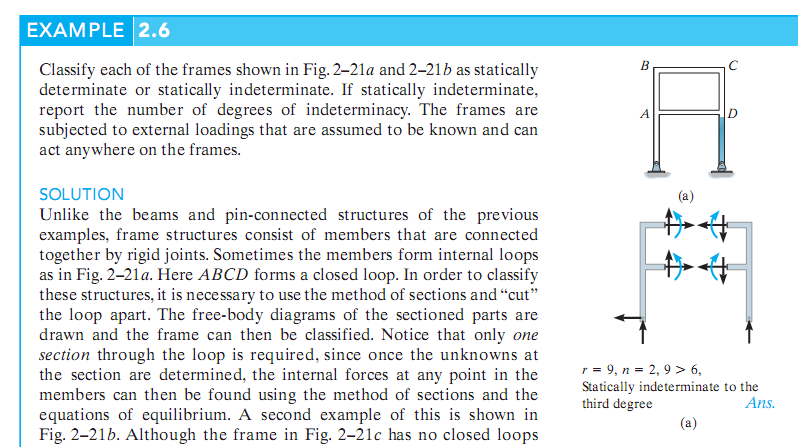 EXAMPLE 2.6
Classify each of the frames shown in Fig. 2–21a and 2–21b as statically
determinate or statically indeterminate. If statically indeterminate,
report the number of degrees of indeterminacy. The frames are
subjected to external loadings that are assumed to be known and can
act anywhere on the frames.
SOLUTION
Unlike the beams and pin-connected structures of the previous
examples, frame structures consist of members that are connected
together by rigid joints. Sometimes the members form internal loops
as in Fig. 2–21a. Here ABCD forms a closed loop. In order to classify
these structures, it is necessary to use the method of sections and “cut”
the loop apart. The free-body diagrams of the sectioned parts are
drawn and the frame can then be classified. Notice that only one
section through the loop is required, since once the unknowns at
the section are determined, the internal forces at any point in the
members can then be found using the method of sections and the
equations of equilibrium. A second example of this is shown in
Fig. 2–21b. Although the frame in Fig. 2–21c has no closed loops
B
C
A
D
(a)
r = 9, n = 2, 9 > 6,
Statically indeterminate to the
third degree Ans.
(a)